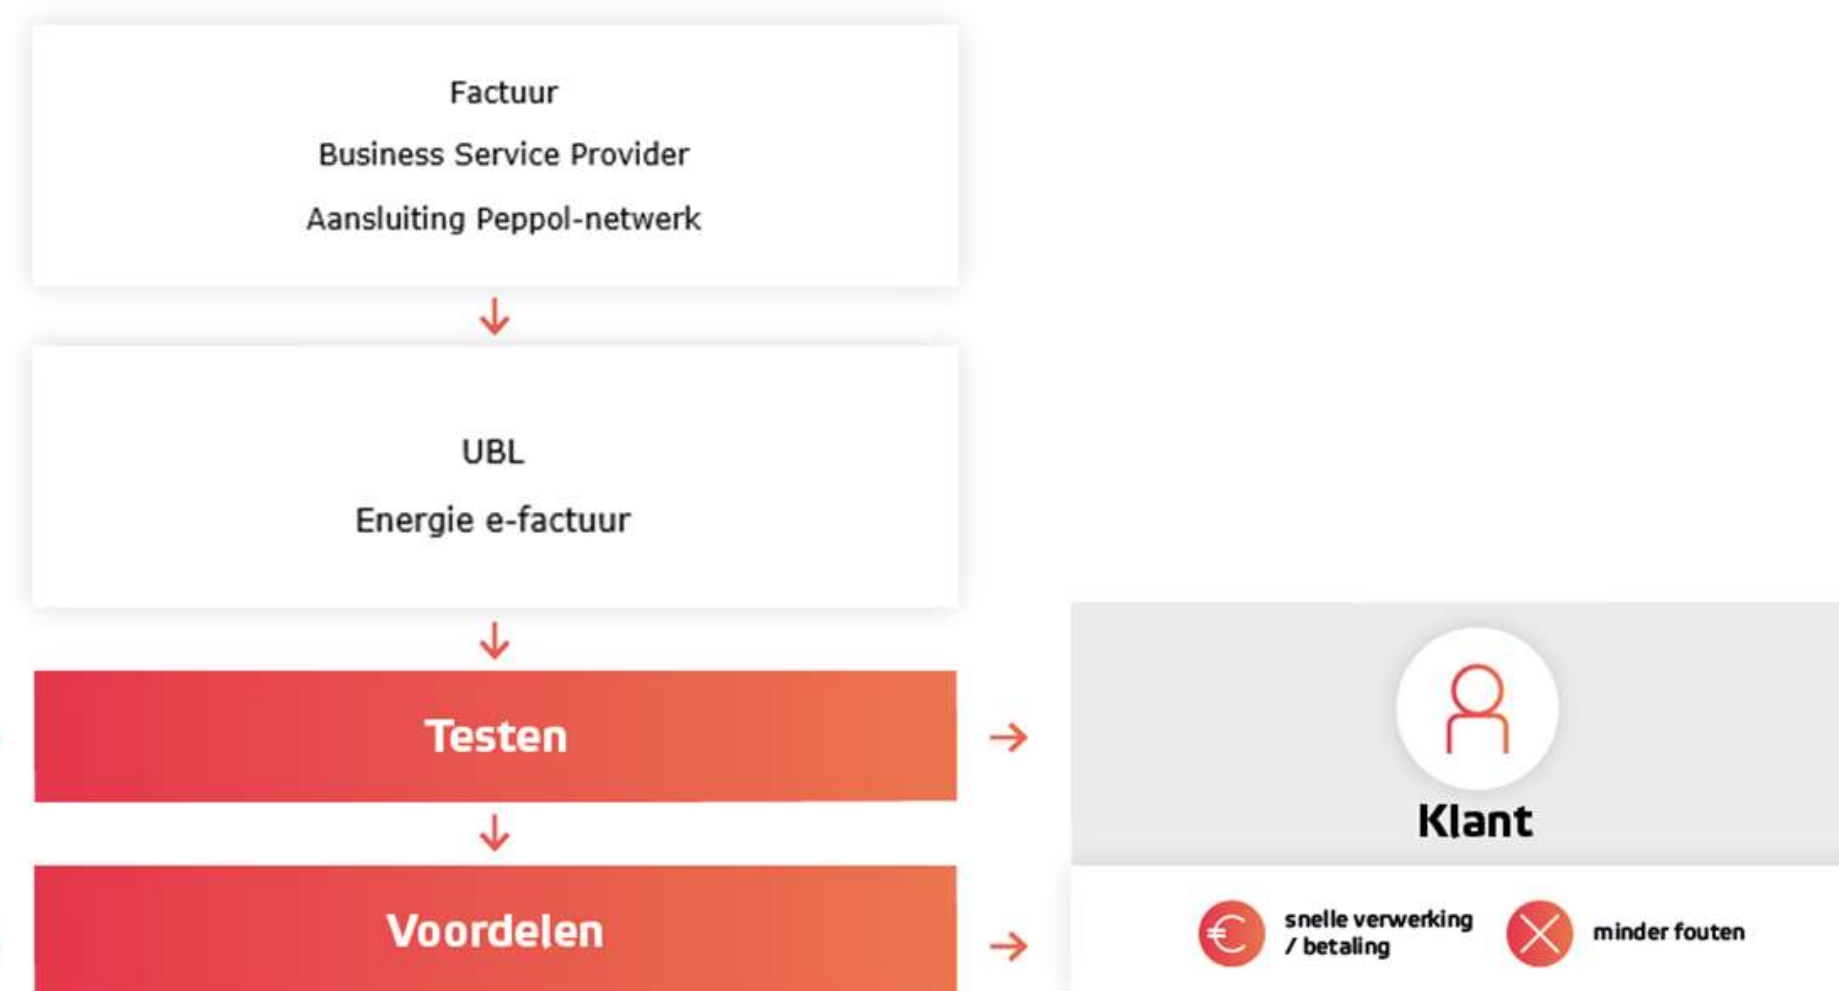 Factuur
Business Service Provider
Aansluiting Peppol-netwerk
UBL
Energie e-factuur
Testen
Klant
Voordelen
snelle verwerking
/ betaling
minder fouten